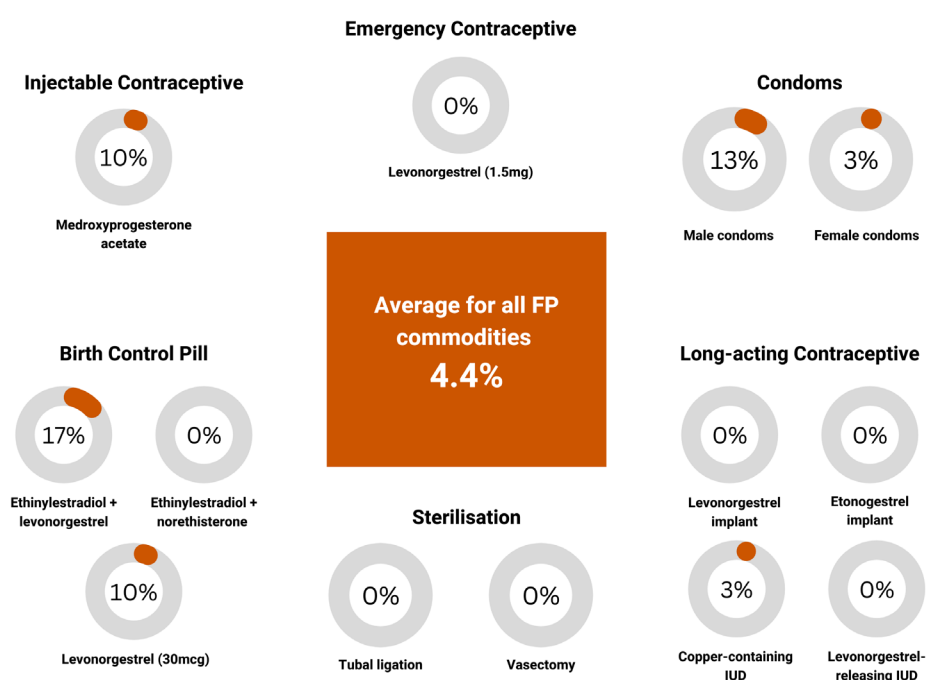 Emergency Contraceptive
0%
Levonorgestrel (1.5mg)
Injectable Contraceptive
10%
Medroxyprogesterone
acetate
Condoms
13%
Male condoms
3%
Female condoms
Average for all FP
commodities
4.4%
Birth Control Pill
17%
Ethinylestradiol +
levonorgestrel
0%
Ethinylestradiol +
norethisterone
10%
Levonorgestrel (30mcg)
Sterilisation
0%
Tubal ligation
0%
Vasectomy
Long-acting Contraceptive
0%
Levonorgestrel
implant
0%
Etonogestrel
implant
3%
Copper-containing
IUD
0%
Levonorgestrel-
releasing IUD